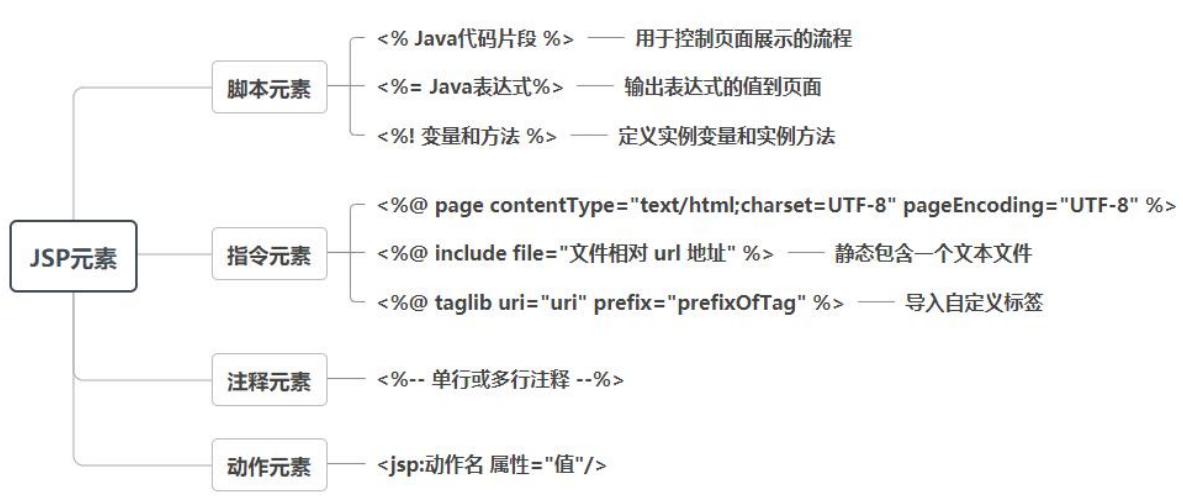 JSP元素
脚本元素
<% Java代码片段 %> 用于控制页面展示的流程
<%= Java表达式%> 输出表达式的值到页面
<%! 变量和方法 %> 定义实例变量和实例方法
指令元素
<%@ page contentType="text/html;charset=UTF-8" pageEncoding="UTF-8" %>
<%@ include file="文件相对 url 地址" %> 静态包含一个文本文件
<%@ taglib uri="uri" prefix="prefixOfTag" %> 导入自定义标签
注释元素
<%-- 单行或多行注释 --%>
动作元素
<jsp:动作名 属性="值"/>